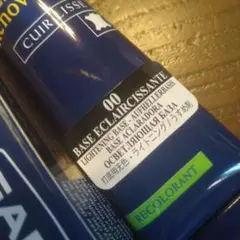 CUIR LISSE
00
BASE ECLAIRCISSANTE
LIGHTENING BASE - AUFHELLERBASIS
BASE ACLARADORA
ОСВЕТЛЯЮЩАЯ БАЗА
RECOLORANT